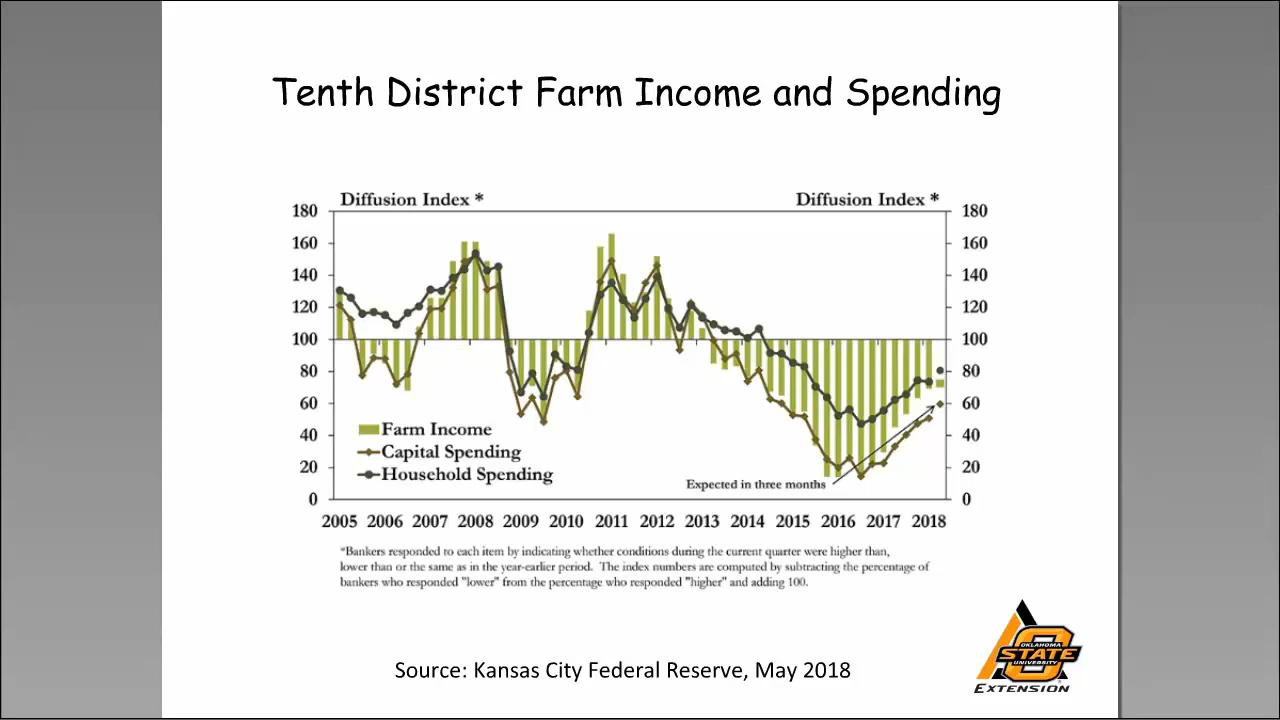 Tenth District Farm Income and Spending
Diffusion Index * Diffusion Index *
180 180
160 160
140 140
120 120
100 100
80 80
60 60
Farm Income
40 40
Capital Spending
20 20
Household Spending
Expected in three months
0 0
2005 2006 2007 2008 2009 2010 2011 2012 2013 2014 2015 2016 2017 2018
*Bankers responded to each item by indicating whether conditions during the current quarter were higher than,
lower than or the same as in the year-earlier period. The index numbers are computed by subtracting the percentage of
bankers who responded "lower" from the percentage who responded "higher" and adding 100.
OKLAHOMA
STATE
UNIVERSITY
EXTENSION
Source: Kansas City Federal Reserve, May 2018